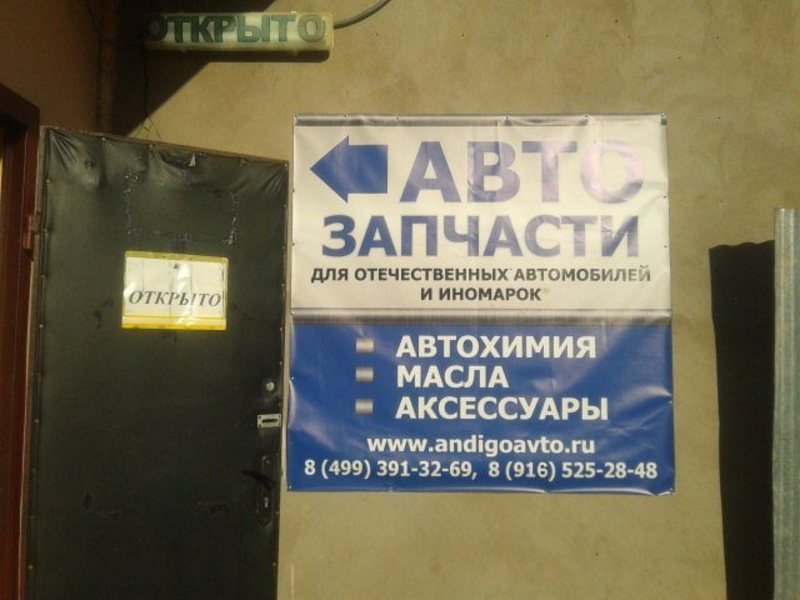 ОТКРЫТО
ОТКРЫТО
АВТО
ЗАПЧАСТИ
ДЛЯ ОТЕЧЕСТВЕННЫХ АВТОМОБИЛЕЙ
И ИНОМАРОК
АВТОХИМИЯ
МАСЛА
АКСЕССУАРЫ
www.andigoavto.ru
8 (499) 391-32-69, 8 (916) 525-28-48